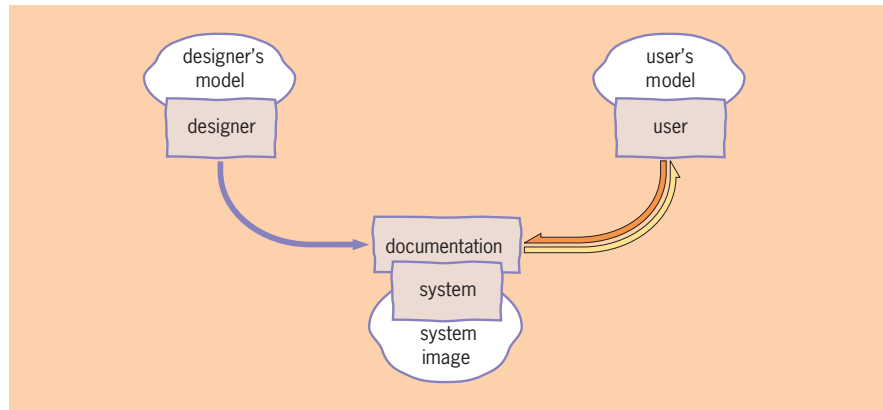 designer's
model
designer
user's
model
user
documentation
system
system
image